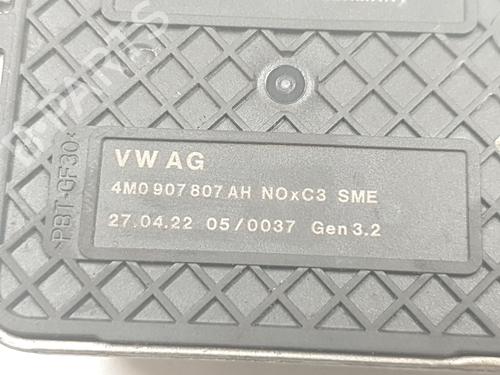 VW AG
4M0 907 807 AH NOxC3 SME
27.04.22 05/0037 Gen 3.2
>PBT-GF30<